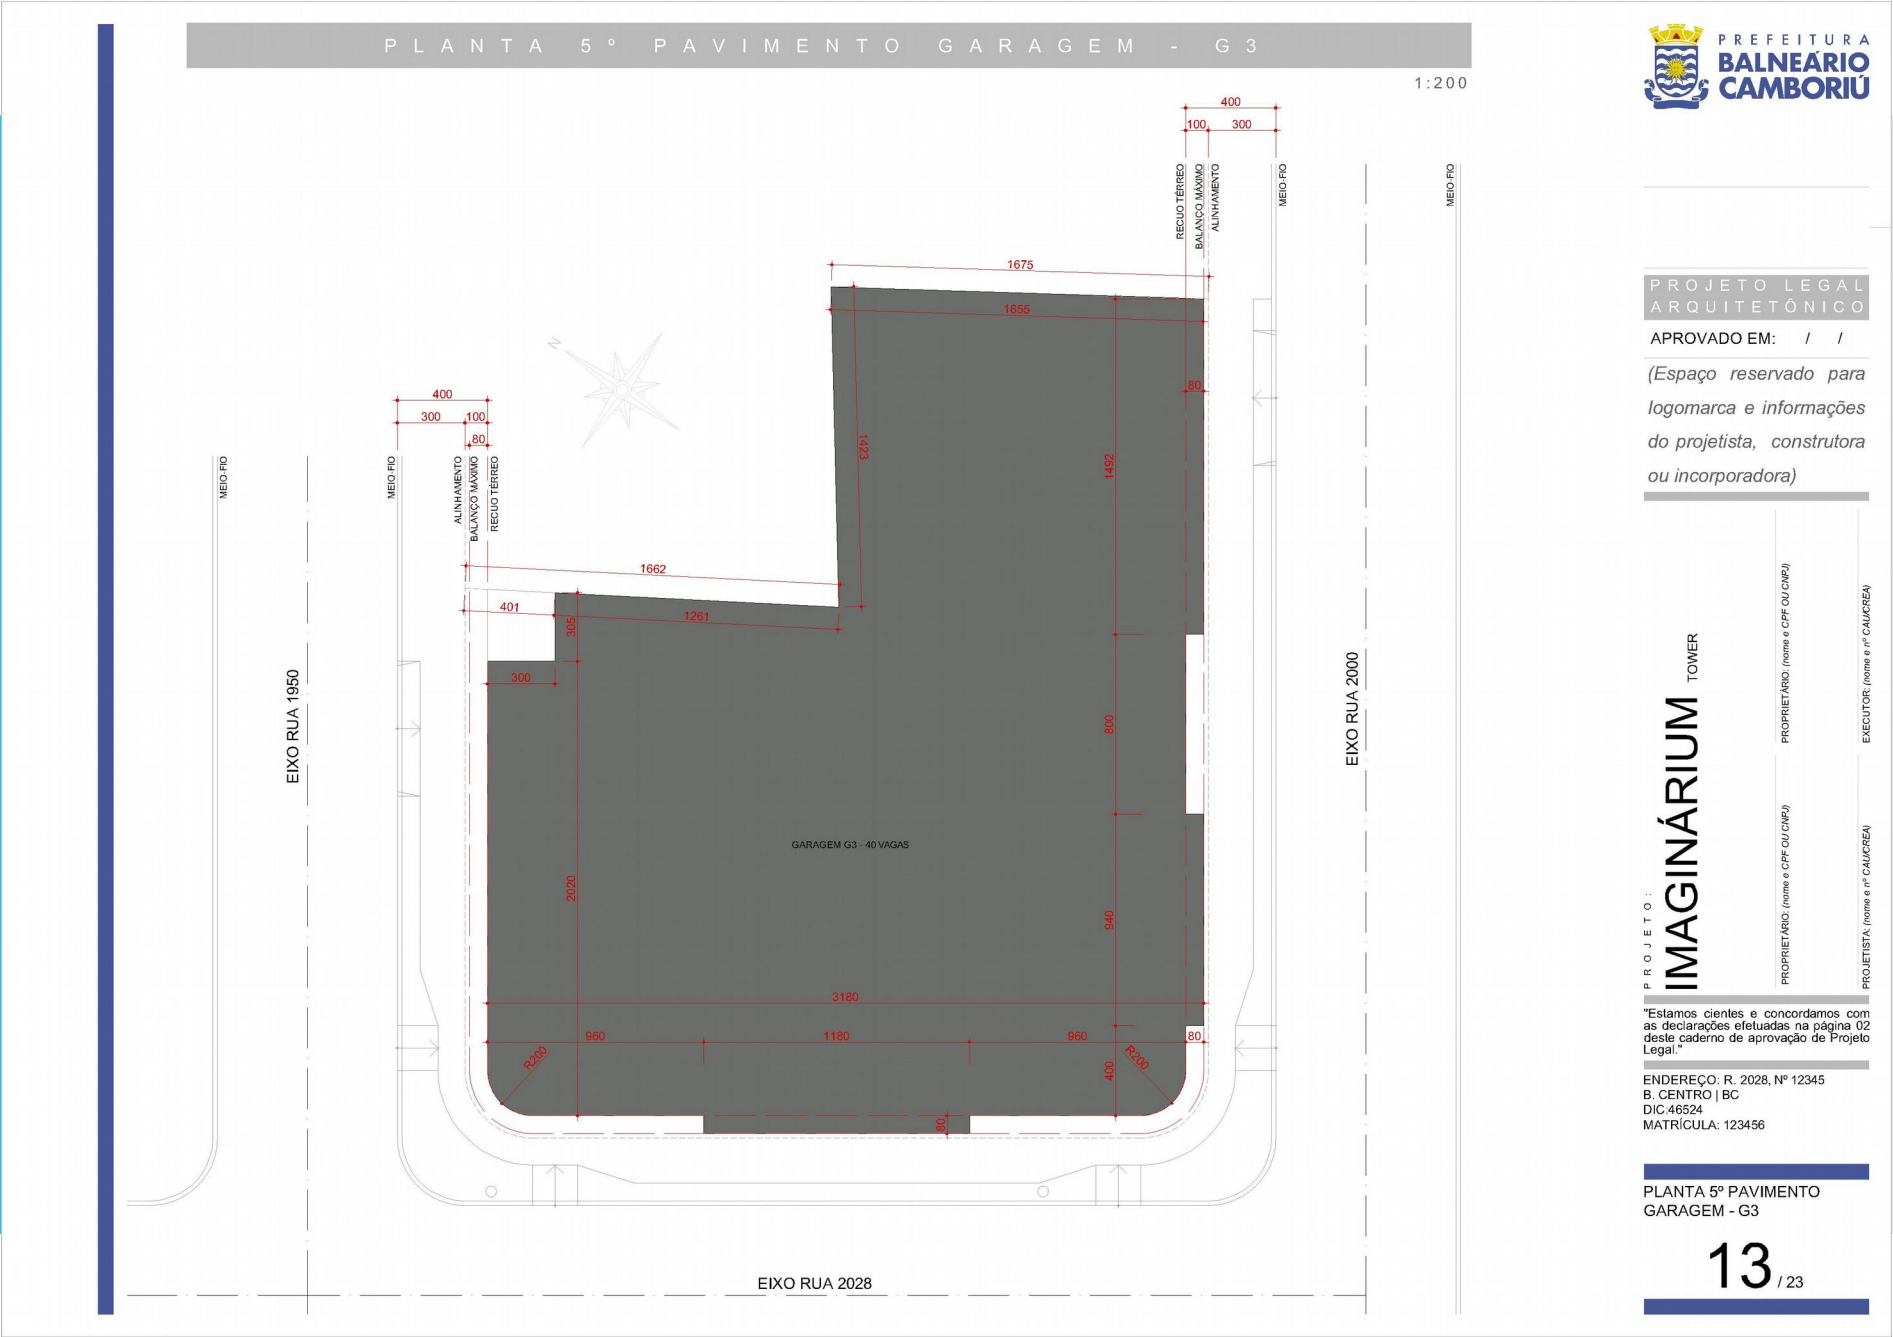 PLANTA 5º PAVIMENTO GARAGEM - G3
1:200
PREFEITURA
BALNEÁRIO
CAMBORIÚ
400
100
300
RECUO TÉRREO
BALANÇO MÁXIMO
ALINHAMENTO
MEIO-FIO
MEIO-FIO
1675
1655
80
1423
1492
N
400
300
100
80
MEIO-FIO
MEIO-FIO
ALINHAMENTO
BALANÇO MÁXIMO
RECUO TÉRREO
1662
401
1261
305
300
EIXO RUA 1950
EIXO RUA 2000
800
GARAGEM G3 - 40 VAGAS
2020
940
3180
960
1180
960
80
R200
R200
400
80
EIXO RUA 2028
PROJETO LEGAL
ARQUITETÔNICO
APROVADO EM: / /
(Espaço reservado para
logomarca e informações
do projetista, construtora
ou incorporadora)
PROJETO:
IMAGINÁRIUM TOWER
PROPRIETÁRIO: (nome e CPF OU CNPJ)
EXECUTOR: (nome e nº CAU/CREA)
PROPRIETÁRIO: (nome e CPF OU CNPJ)
PROJETISTA: (nome e nº CAU/CREA)
"Estamos cientes e concordamos com
as declarações efetuadas na página 02
deste caderno de aprovação de Projeto
Legal."
ENDEREÇO: R. 2028, Nº 12345
B. CENTRO | BC
DIC:46524
MATRÍCULA: 123456
PLANTA 5º PAVIMENTO
GARAGEM - G3
13 / 23